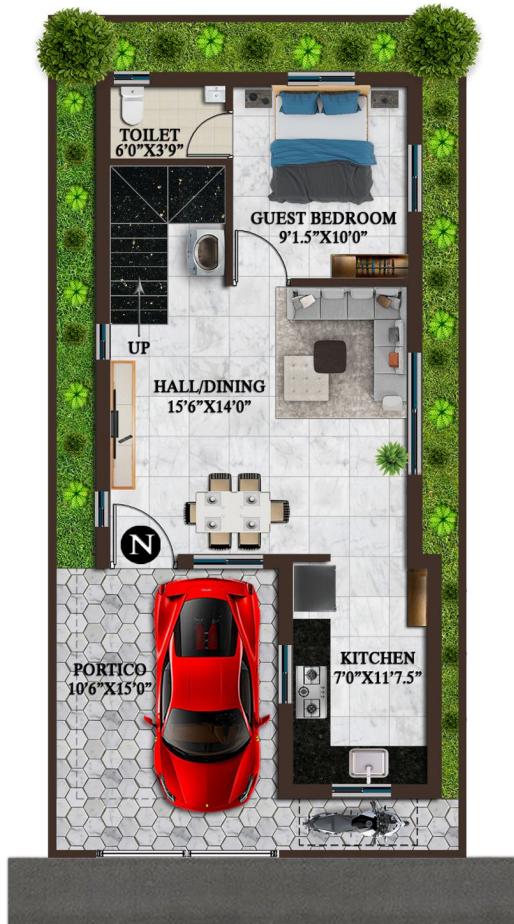 TOILET
6'0"X3'9"
GUEST BEDROOM
9'1.5"X10'0"
UP
HALL/DINING
15'6"X14'0"
N
PORTICO
10'6"X15'0"
KITCHEN
7'0"X11'7.5"